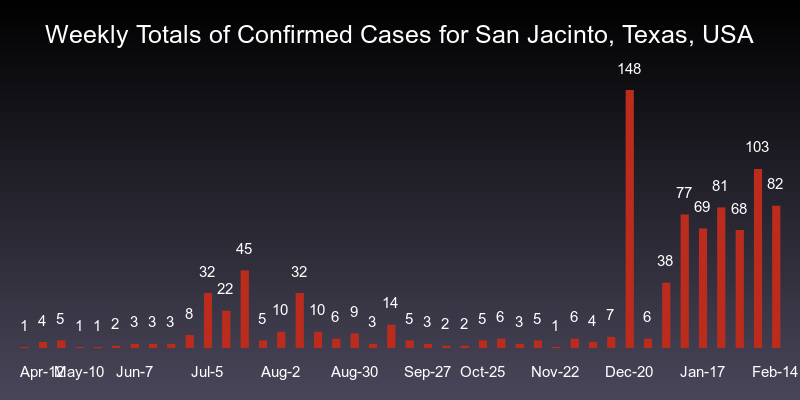 Weekly Totals of Confirmed Cases for San Jacinto, Texas, USA
1 4 5 1 1 2 3 3 3 8 32 22 45 5 10 32 10 6 9 3 14 5 3 2 2 5 6 3 5 1 6 4 7 148 6 38 77 69 81 68 103 82
Apr-12 May-10 Jun-7 Jul-5 Aug-2 Aug-30 Sep-27 Oct-25 Nov-22 Dec-20 Jan-17 Feb-14